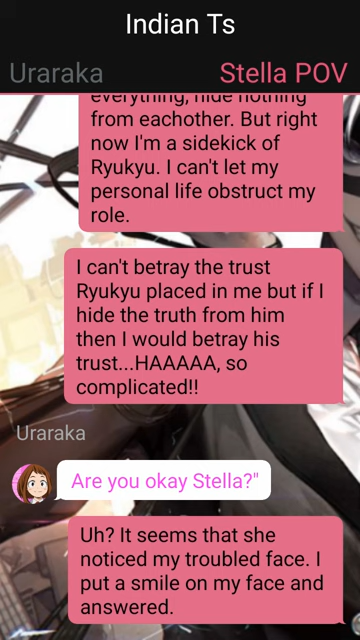 Indian Ts
Uraraka
Stella POV
everything, hide nothing
from eachother. But right
now I'm a sidekick of
Ryukyu. I can't let my
personal life obstruct my
role.
I can't betray the trust
Ryukyu placed in me but if I
hide the truth from him
then I would betray his
trust...HAAAAA, so
complicated!!
Uraraka
Are you okay Stella?"
Uh? It seems that she
noticed my troubled face. I
put a smile on my face and
answered.